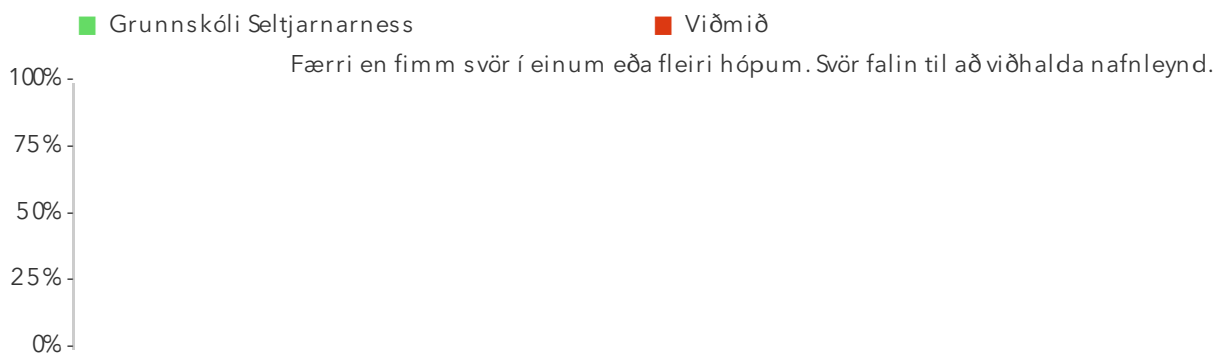 Grunnskóli Seltjarnarness
Viðmið
Færri en fimm svör í einum eða fleiri hópum. Svör falin til að viðhalda nafnleynd.
100%
75%
50%
25%
0%